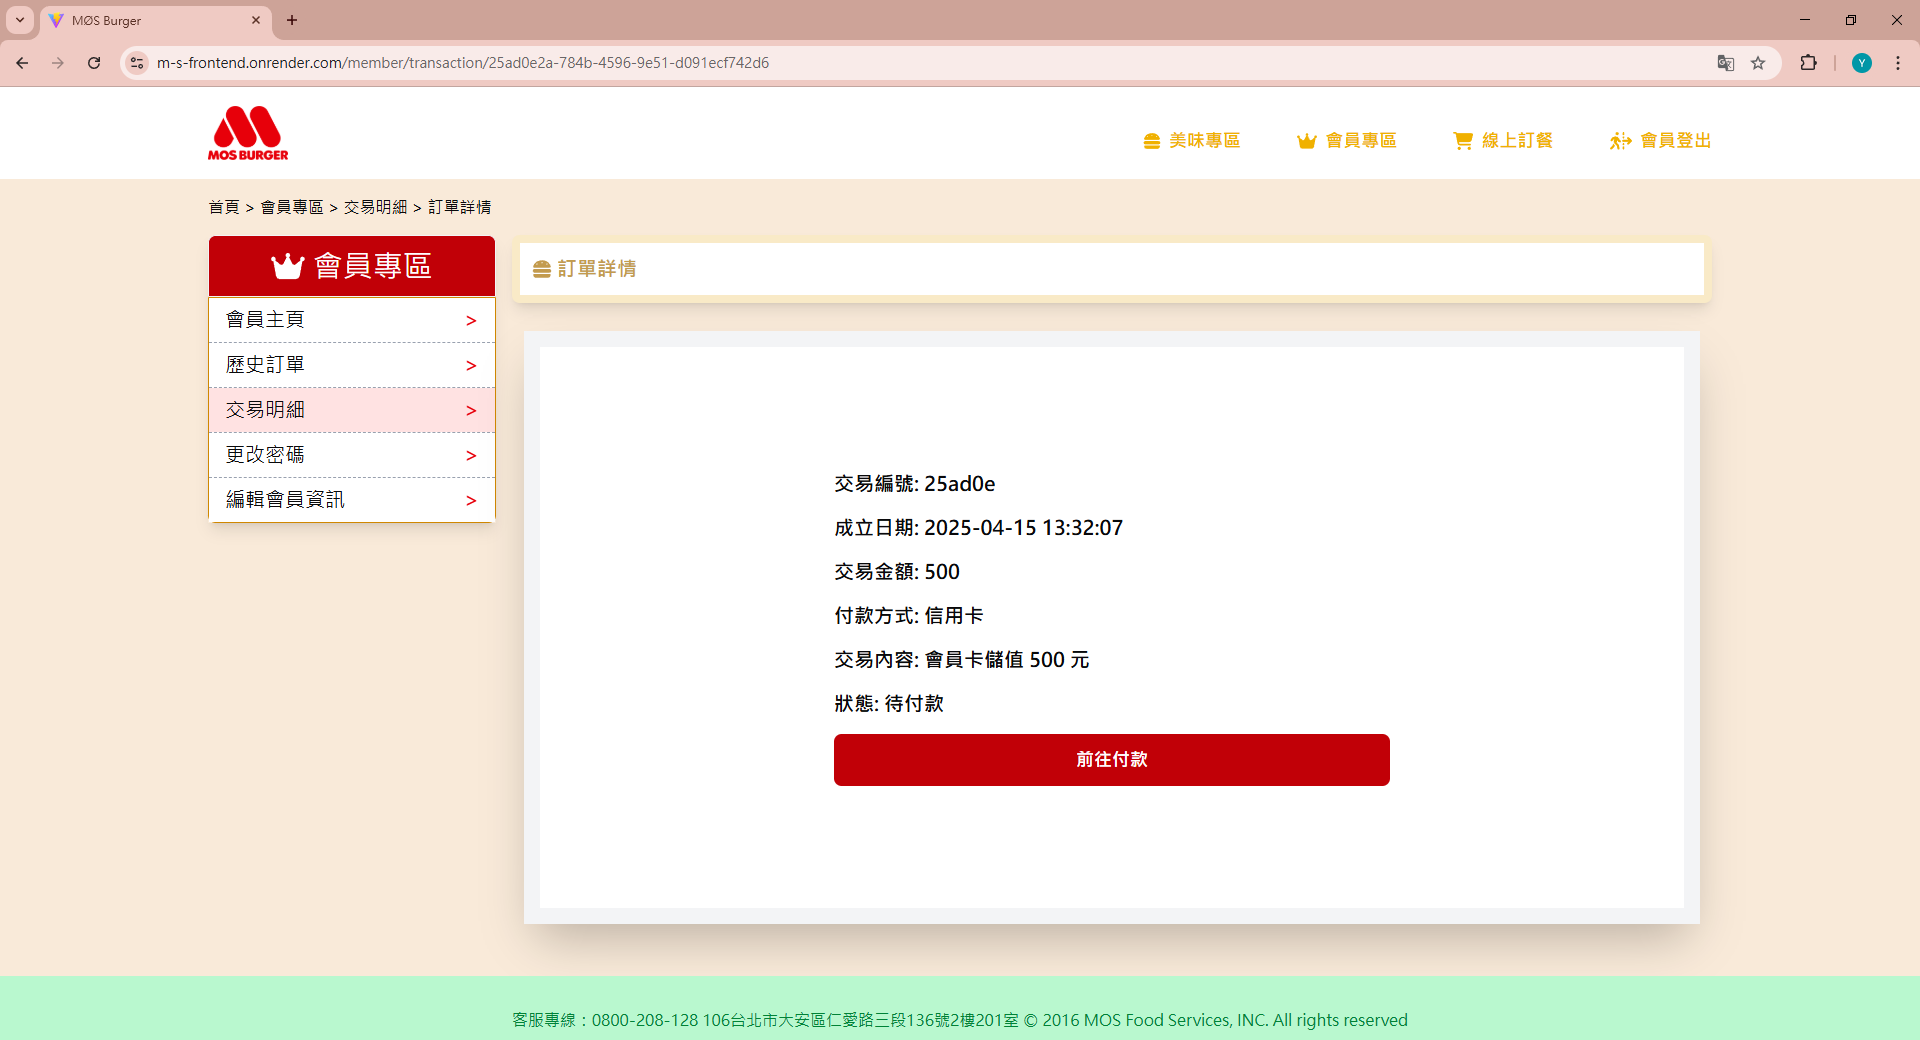 MØS Burger
m-s-frontend.onrender.com/member/transaction/25ad0e2a-784b-4596-9e51-d091ecf742d6
Y
MOS BURGER
美味專區
會員專區
線上訂餐
會員登出
首頁 > 會員專區 > 交易明細 > 訂單詳情
會員專區
會員主頁 >
歷史訂單 >
交易明細 >
更改密碼 >
編輯會員資訊 >
訂單詳情
交易編號: 25ad0e
成立日期: 2025-04-15 13:32:07
交易金額: 500
付款方式: 信用卡
交易內容: 會員卡儲值 500 元
狀態: 待付款
前往付款
客服專線：0800-208-128 106台北市大安區仁愛路三段136號2樓201室 © 2016 MOS Food Services, INC. All rights reserved